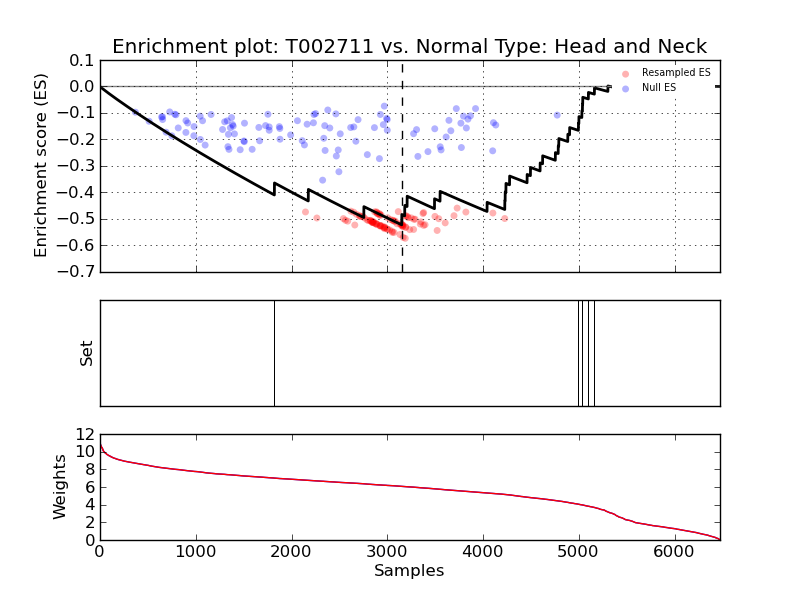 Enrichment plot: T002711 vs. Normal Type: Head and Neck
Enrichment score (ES)
0.1
0.0
−0.1
−0.2
−0.3
−0.4
−0.5
−0.6
−0.7
Resampled ES
Null ES
Set
Weights
12
10
8
6
4
2
0
0 1000 2000 3000 4000 5000 6000
Samples